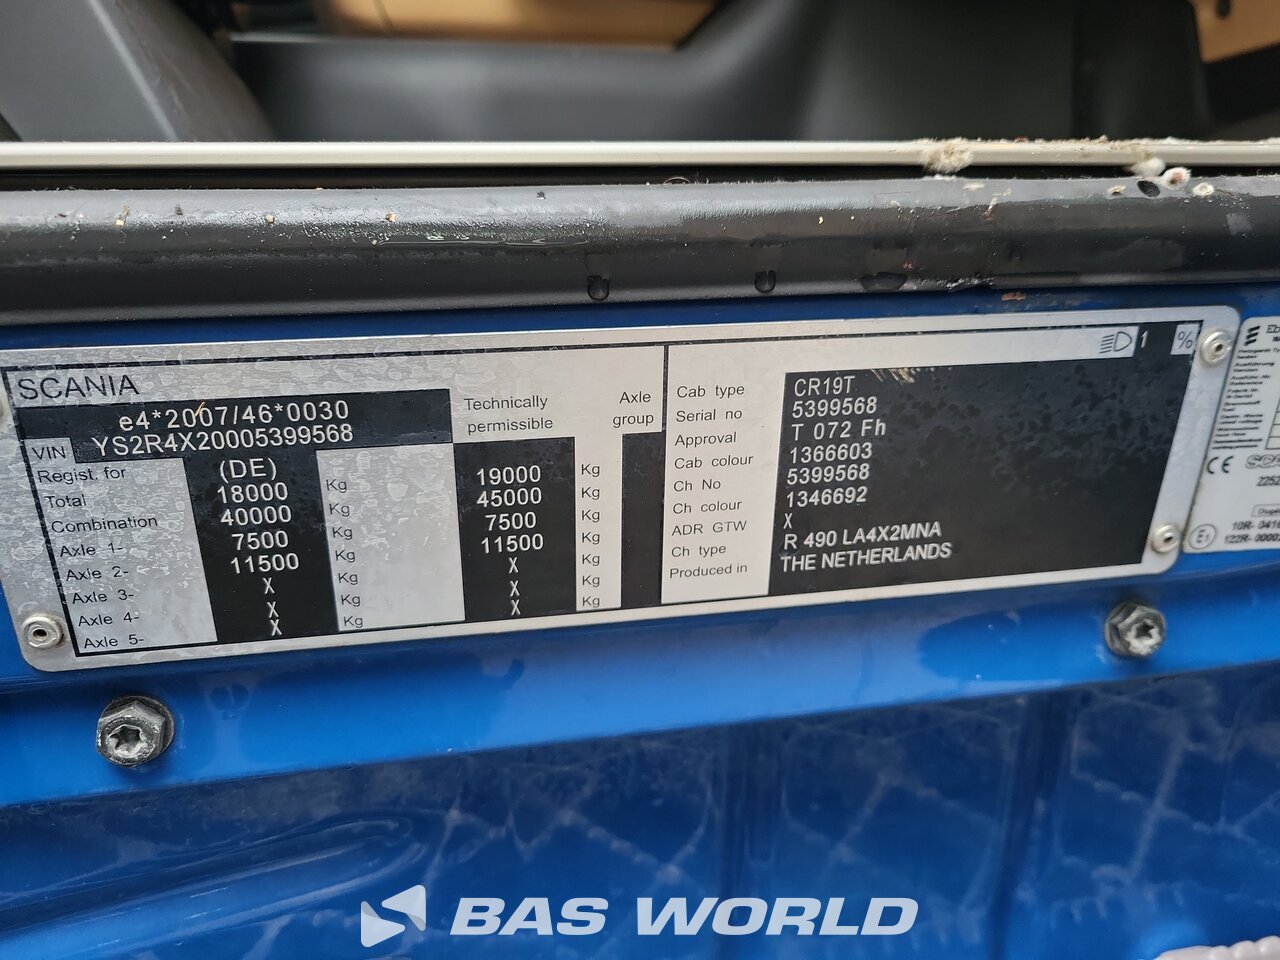 SCANIA
e4*2007/46*0030
VIN YS2R4X20005399568
Technically permissible
Axle group
Regist. for (DE)
Total 18000 Kg 19000 Kg
Combination 40000 Kg 45000 Kg
Axle 1- 7500 Kg 7500 Kg
Axle 2- 11500 Kg 11500 Kg
Axle 3- X Kg X Kg
Axle 4- X Kg X Kg
Axle 5- X Kg X Kg
1 %
Cab type CR19T
Serial no 5399568
Approval T 072 Fh
Cab colour 1366603
Ch No 5399568
Ch colour 1346692
ADR GTW X
Ch type R 490 LA4X2MNA
Produced in THE NETHERLANDS
CE
E1
BAS WORLD